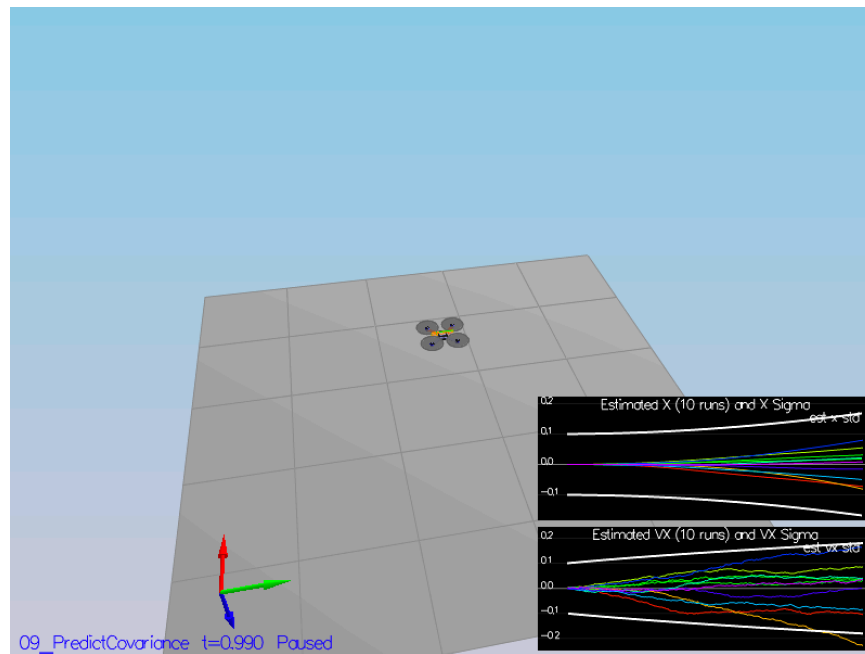 Estimated X (10 runs) and X Sigma
est x std
0.2
0.1
0.0
-0.1
Estimated VX (10 runs) and VX Sigma
est vx std
0.2
0.1
0.0
-0.1
-0.2
09_PredictCovariance t=0.990 Paused